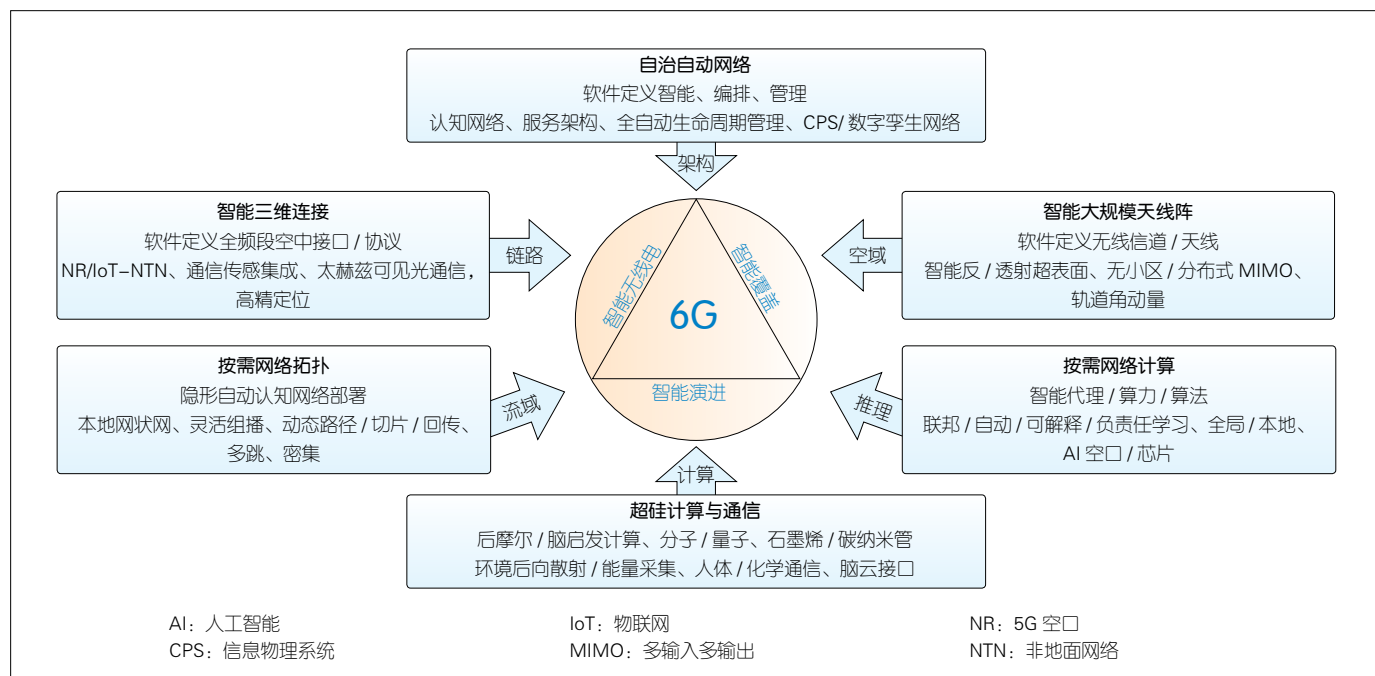 自治自动网络
软件定义智能、编排、管理
认知网络、服务架构、全自动生命周期管理、CPS/ 数字孪生网络
架构
智能三维连接
软件定义全频段空中接口 / 协议
NR/IoT-NTN、通信传感集成、太赫兹可见光通信，
高精定位
链路
智能大规模天线阵
软件定义无线信道 / 天线
智能反 / 透射超表面、无小区 / 分布式 MIMO、
轨道角动量
空域
智能无线电
智能覆盖
6G
智能演进
按需网络拓扑
隐形自动认知网络部署
本地网状网、灵活组播、动态路径 / 切片 / 回传、
多跳、密集
流域
按需网络计算
智能代理 / 算力 / 算法
联邦 / 自动 / 可解释 / 负责任学习、全局 / 本地、
AI 空口 / 芯片
推理
计算
超硅计算与通信
后摩尔 / 脑启发计算、分子 / 量子、石墨烯 / 碳纳米管
环境后向散射 / 能量采集、人体 / 化学通信、脑云接口
AI：人工智能
IoT：物联网
NR：5G 空口
CPS：信息物理系统
MIMO：多输入多输出
NTN：非地面网络